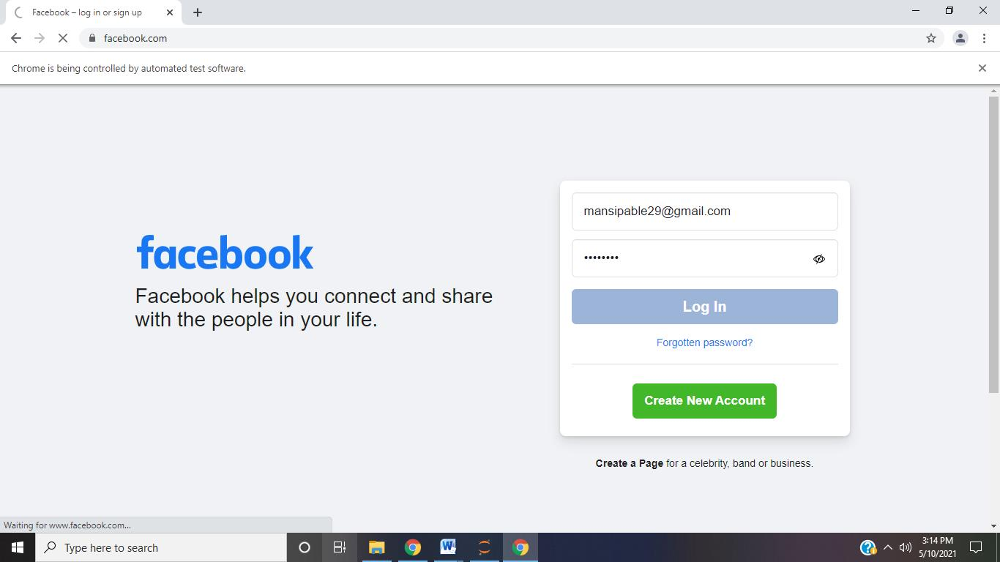 Facebook – log in or sign up
facebook.com
Chrome is being controlled by automated test software.
facebook
Facebook helps you connect and share
with the people in your life.
mansipable29@gmail.com
••••••••
Log In
Forgotten password?
Create New Account
Create a Page for a celebrity, band or business.
Waiting for www.facebook.com...
Type here to search
3:14 PM
5/10/2021